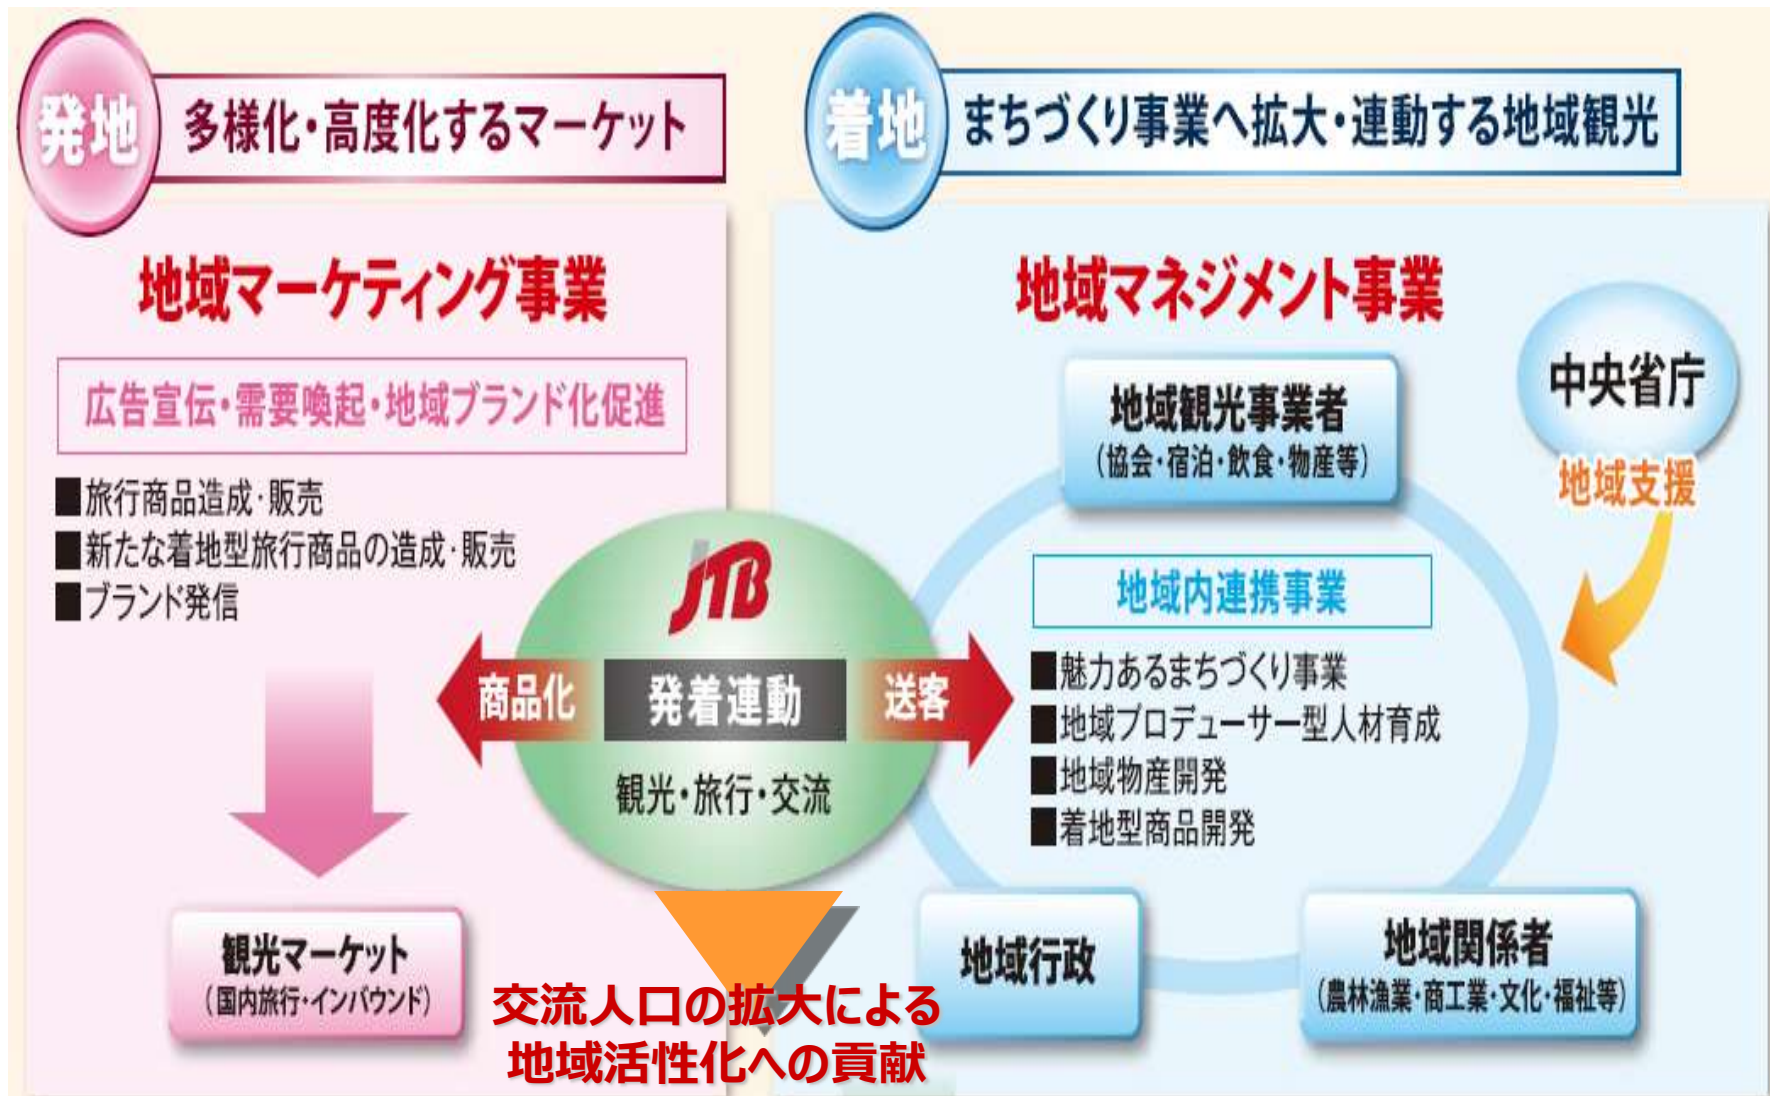 発地
多様化・高度化するマーケット
地域マーケティング事業
広告宣伝・需要喚起・地域ブランド化促進
■旅行商品造成・販売
■新たな着地型旅行商品の造成・販売
■ブランド発信
観光マーケット
（国内旅行・インバウンド）
JTB
商品化
発着連動
送客
観光・旅行・交流
交流人口の拡大による
地域活性化への貢献
着地
まちづくり事業へ拡大・連動する地域観光
地域マネジメント事業
中央省庁
地域支援
地域観光事業者
（協会・宿泊・飲食・物産等）
地域内連携事業
■魅力あるまちづくり事業
■地域プロデューサー型人材育成
■地域物産開発
■着地型商品開発
地域行政
地域関係者
（農林漁業・商工業・文化・福祉等）